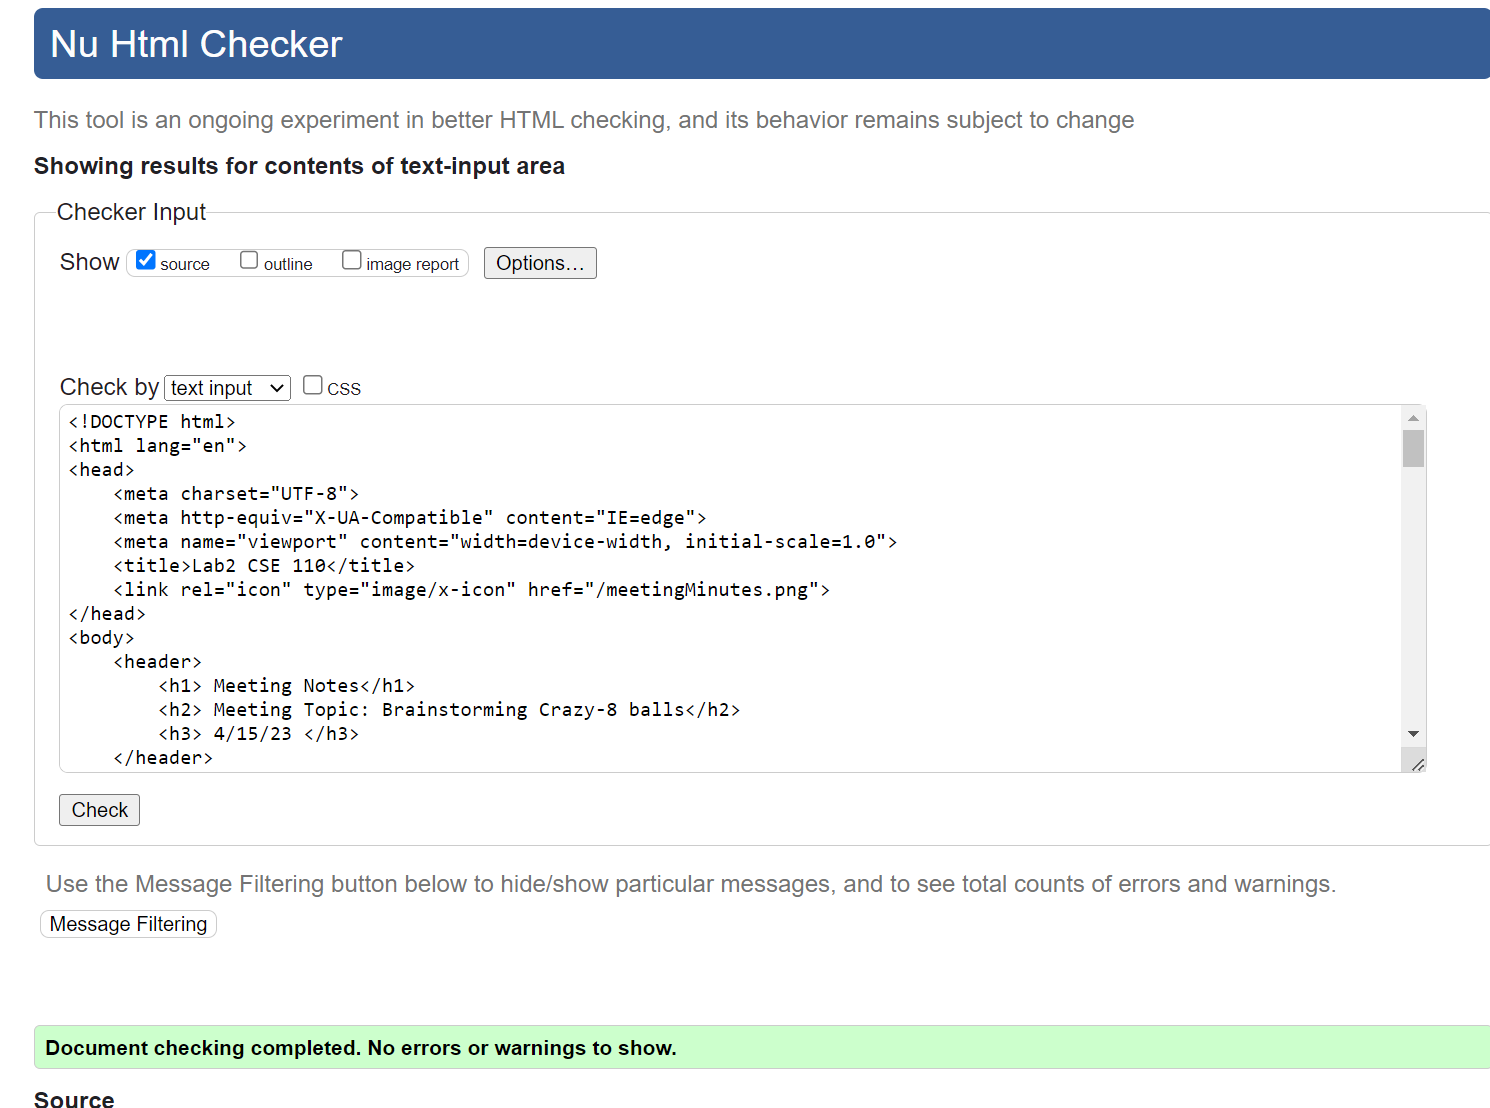 Nu Html Checker
This tool is an ongoing experiment in better HTML checking, and its behavior remains subject to change
Showing results for contents of text-input area
Checker Input
Show source outline image report Options...
Check by text input CSS
<!DOCTYPE html>
<html lang="en">
<head>
    <meta charset="UTF-8">
    <meta http-equiv="X-UA-Compatible" content="IE=edge">
    <meta name="viewport" content="width=device-width, initial-scale=1.0">
    <title>Lab2 CSE 110</title>
    <link rel="icon" type="image/x-icon" href="/meetingMinutes.png">
</head>
<body>
    <header>
        <h1> Meeting Notes</h1>
        <h2> Meeting Topic: Brainstorming Crazy-8 balls</h2>
        <h3> 4/15/23 </h3>
    </header>
Check
Use the Message Filtering button below to hide/show particular messages, and to see total counts of errors and warnings.
Message Filtering
Document checking completed. No errors or warnings to show.
Source